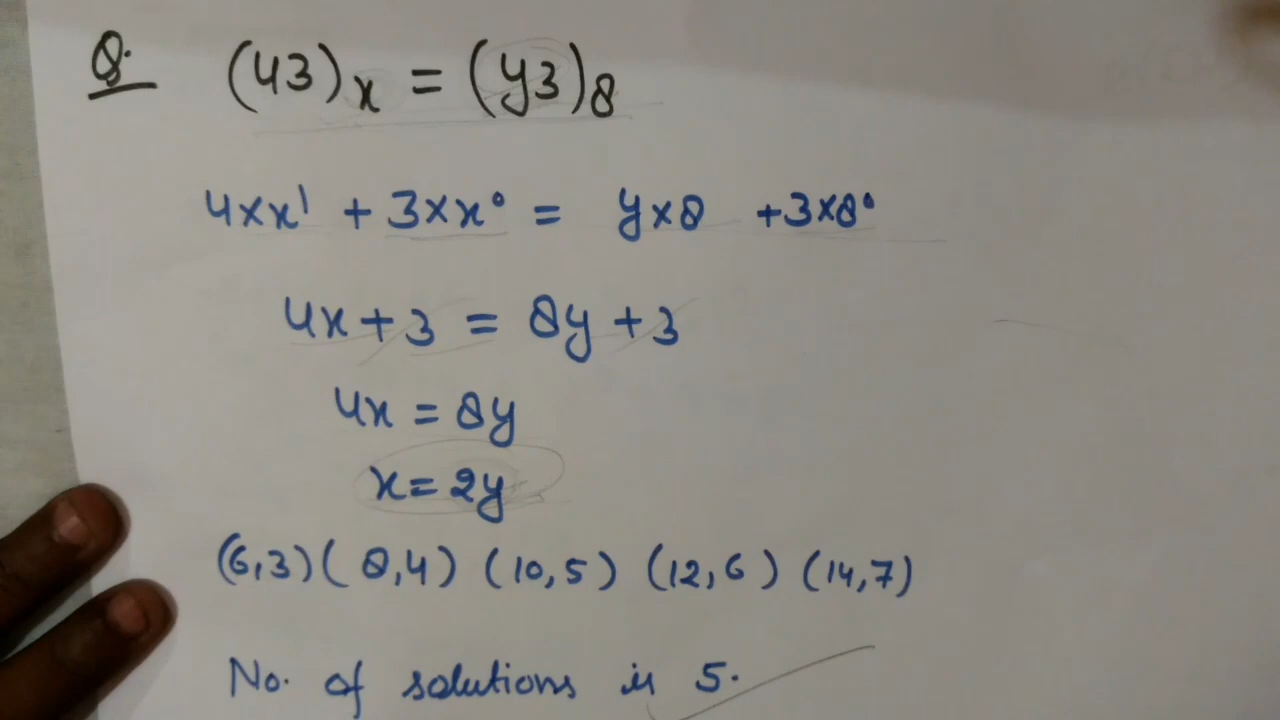 Q. (43)x = (y3)8
4×x¹ + 3×x⁰ = y×8 +3×8⁰
4x+3 = 8y+3
4x = 8y
x = 2y
(6,3) (8,4) (10,5) (12,6) (14,7)
No. of solutions is 5.